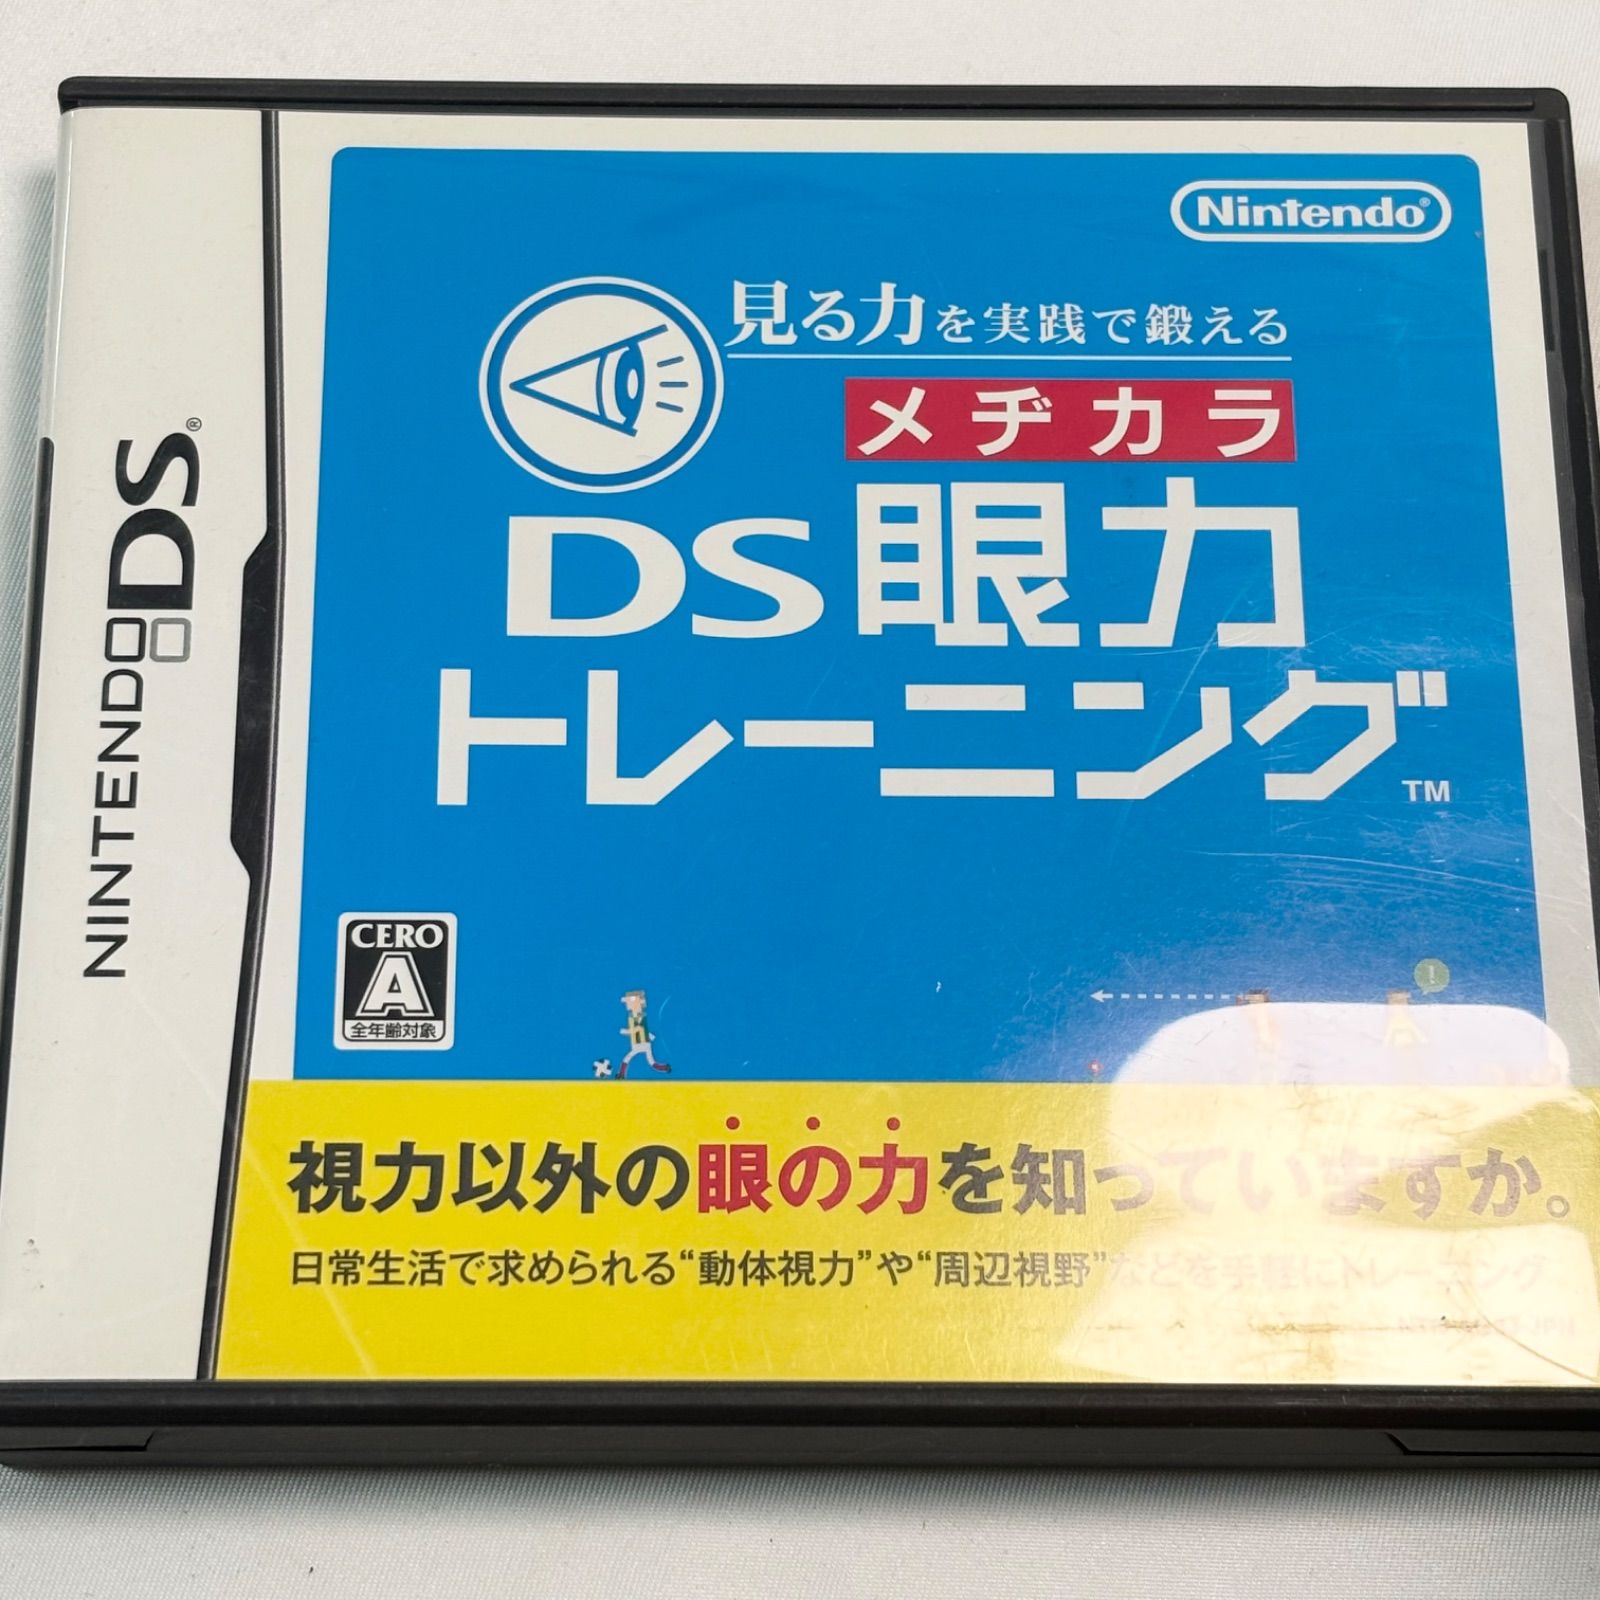 NINTENDO DS®
Nintendo®
見る力を実践で鍛える
メヂカラ
DS眼力
トレーニング™
CERO
A
全年齢対象
視力以外の眼の力を知っていますか。
日常生活で求められる“動体視力”や“周辺視野”などを手軽にトレーニング